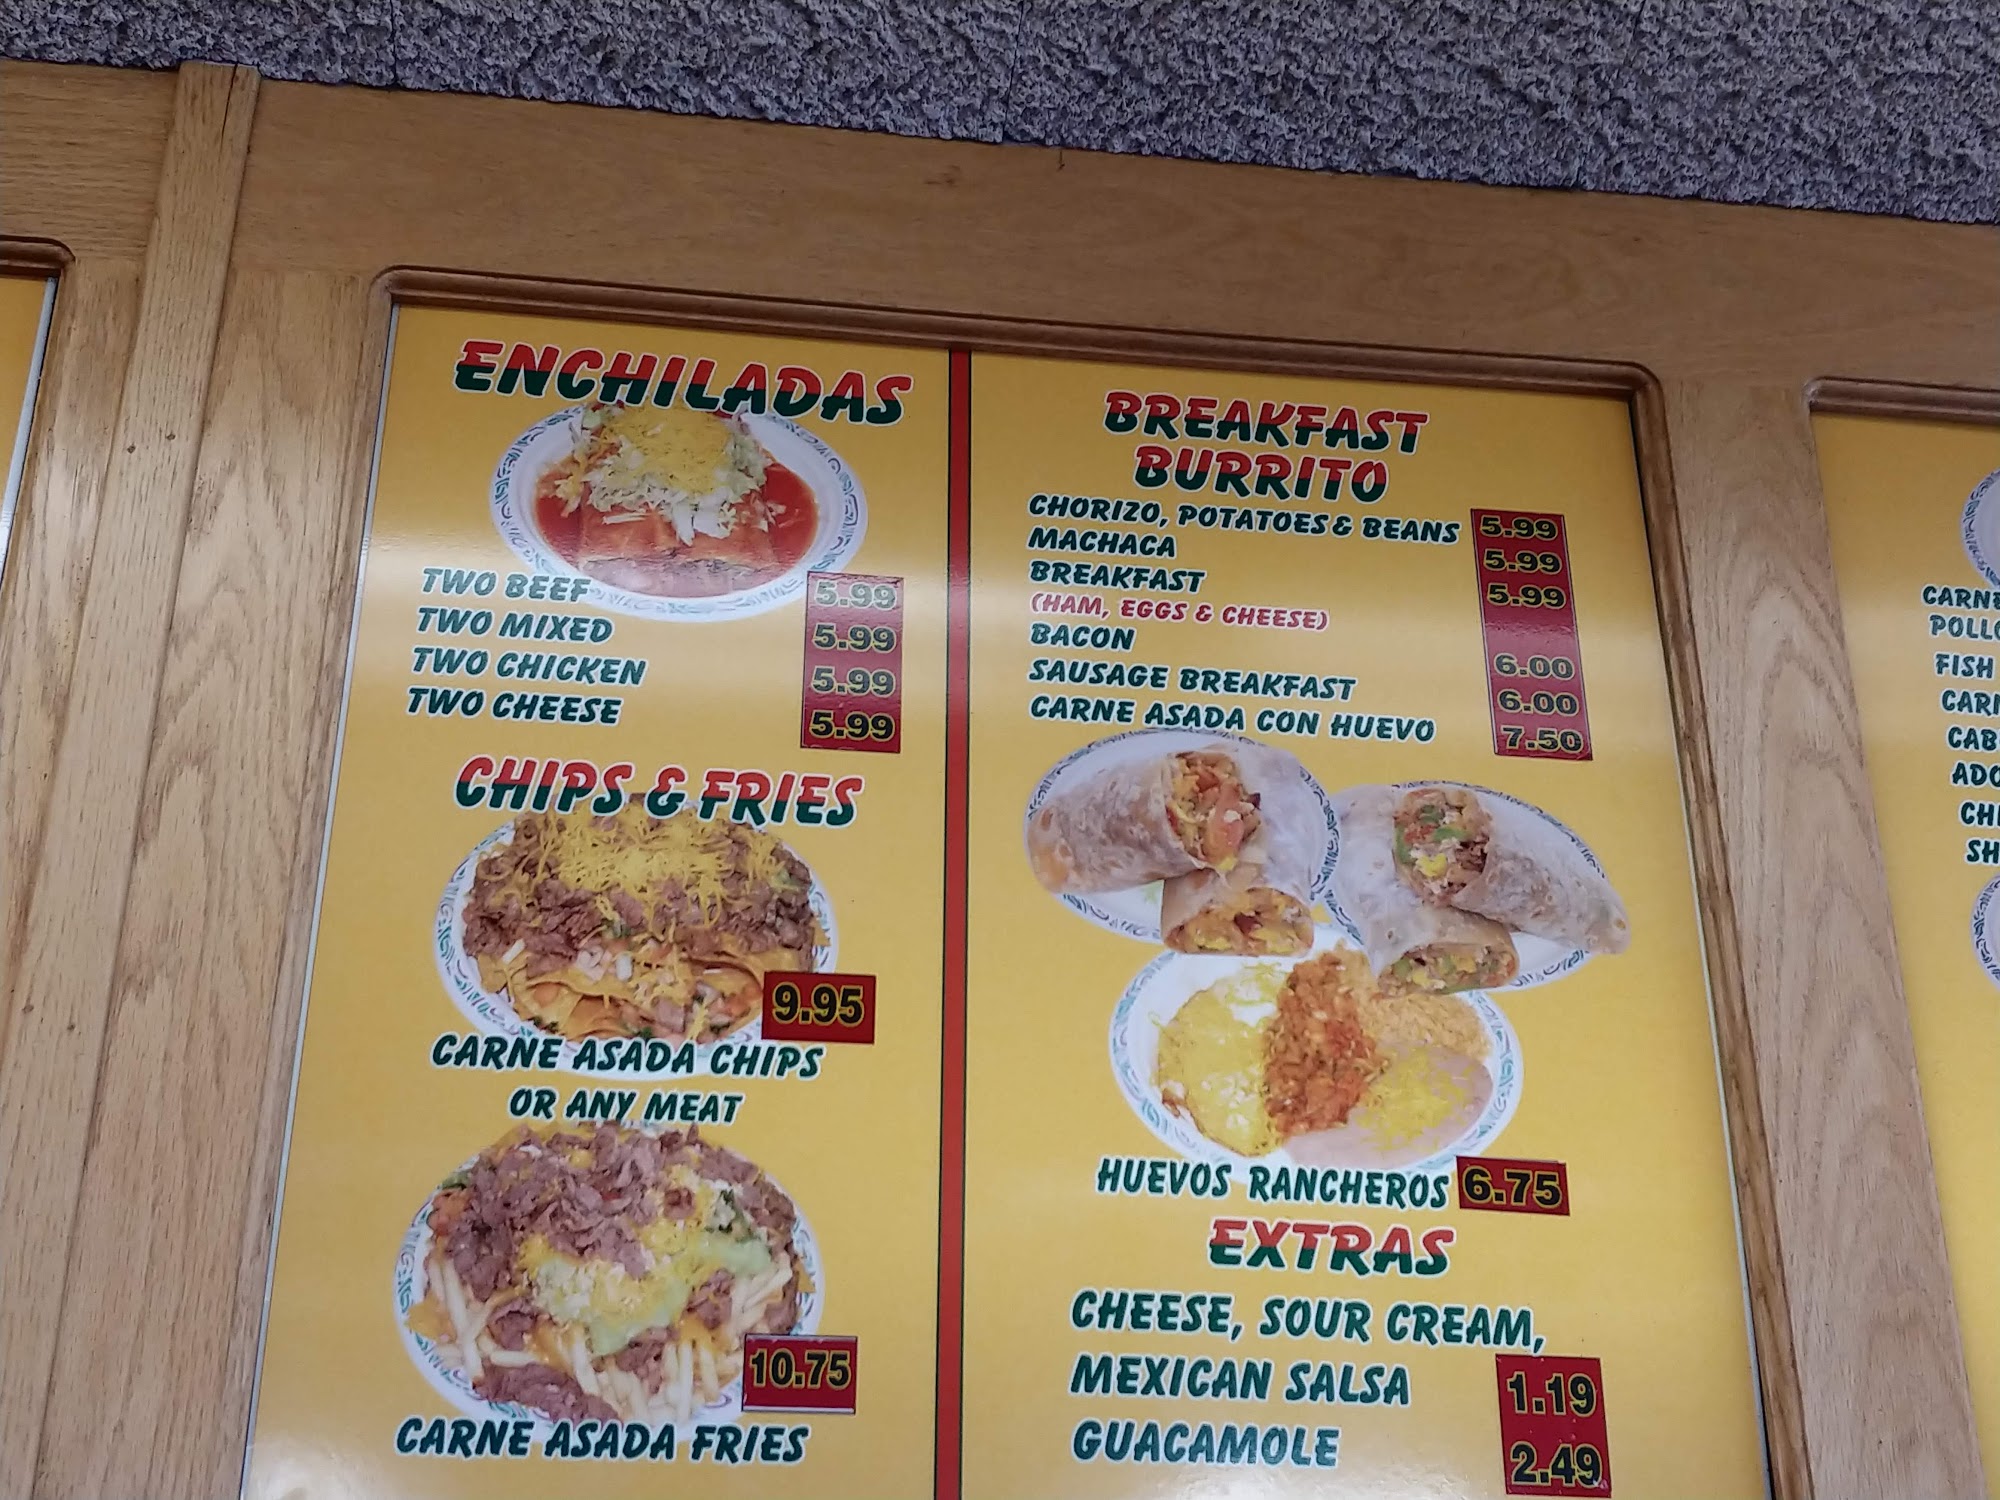 ENCHILADAS
TWO BEEF 5.99
TWO MIXED 5.99
TWO CHICKEN 5.99
TWO CHEESE 5.99
CHIPS & FRIES
9.95
CARNE ASADA CHIPS
OR ANY MEAT
10.75
CARNE ASADA FRIES
BREAKFAST
BURRITO
CHORIZO, POTATOES & BEANS 5.99
MACHACA 5.99
BREAKFAST 5.99
(HAM, EGGS & CHEESE)
BACON 6.00
SAUSAGE BREAKFAST 6.00
CARNE ASADA CON HUEVO 7.50
HUEVOS RANCHEROS 6.75
EXTRAS
CHEESE, SOUR CREAM,
MEXICAN SALSA 1.19
GUACAMOLE 2.49
FISH